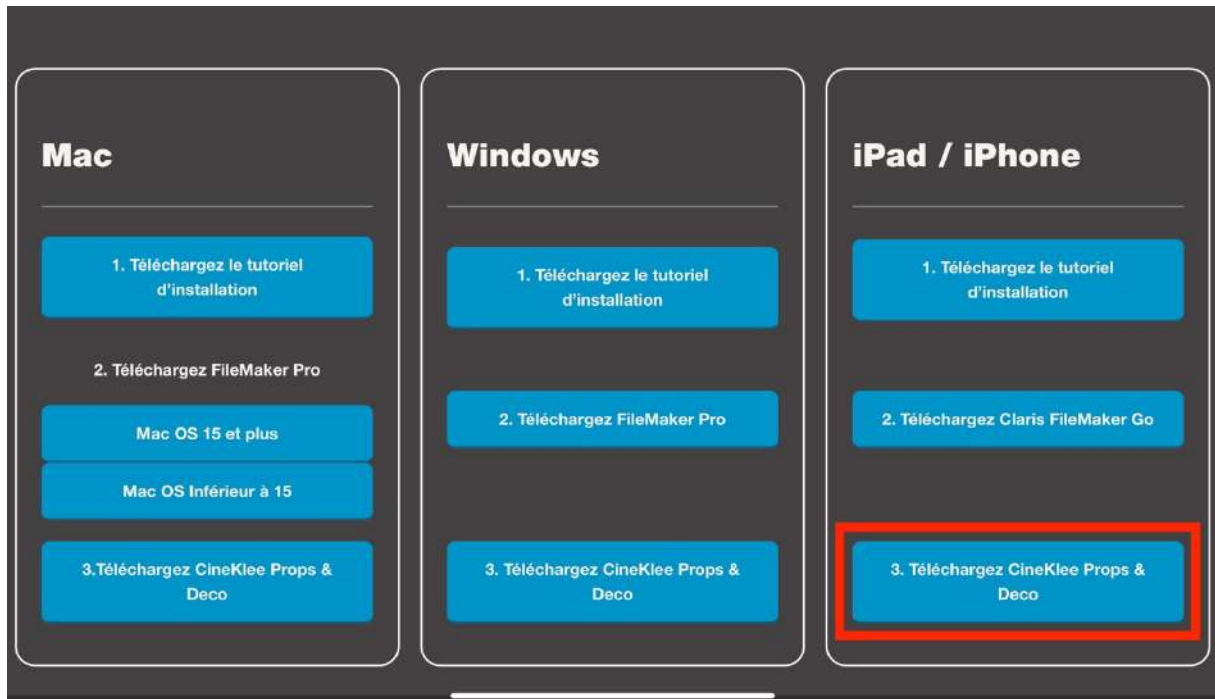 Mac
1. Téléchargez le tutoriel
d'installation
2. Téléchargez FileMaker Pro
Mac OS 15 et plus
Mac OS Inférieur à 15
3.Téléchargez CineKlee Props &
Deco
Windows
1. Téléchargez le tutoriel
d'installation
2. Téléchargez FileMaker Pro
3. Téléchargez CineKlee Props &
Deco
iPad / iPhone
1. Téléchargez le tutoriel
d'installation
2. Téléchargez Claris FileMaker Go
3. Téléchargez CineKlee Props &
Deco